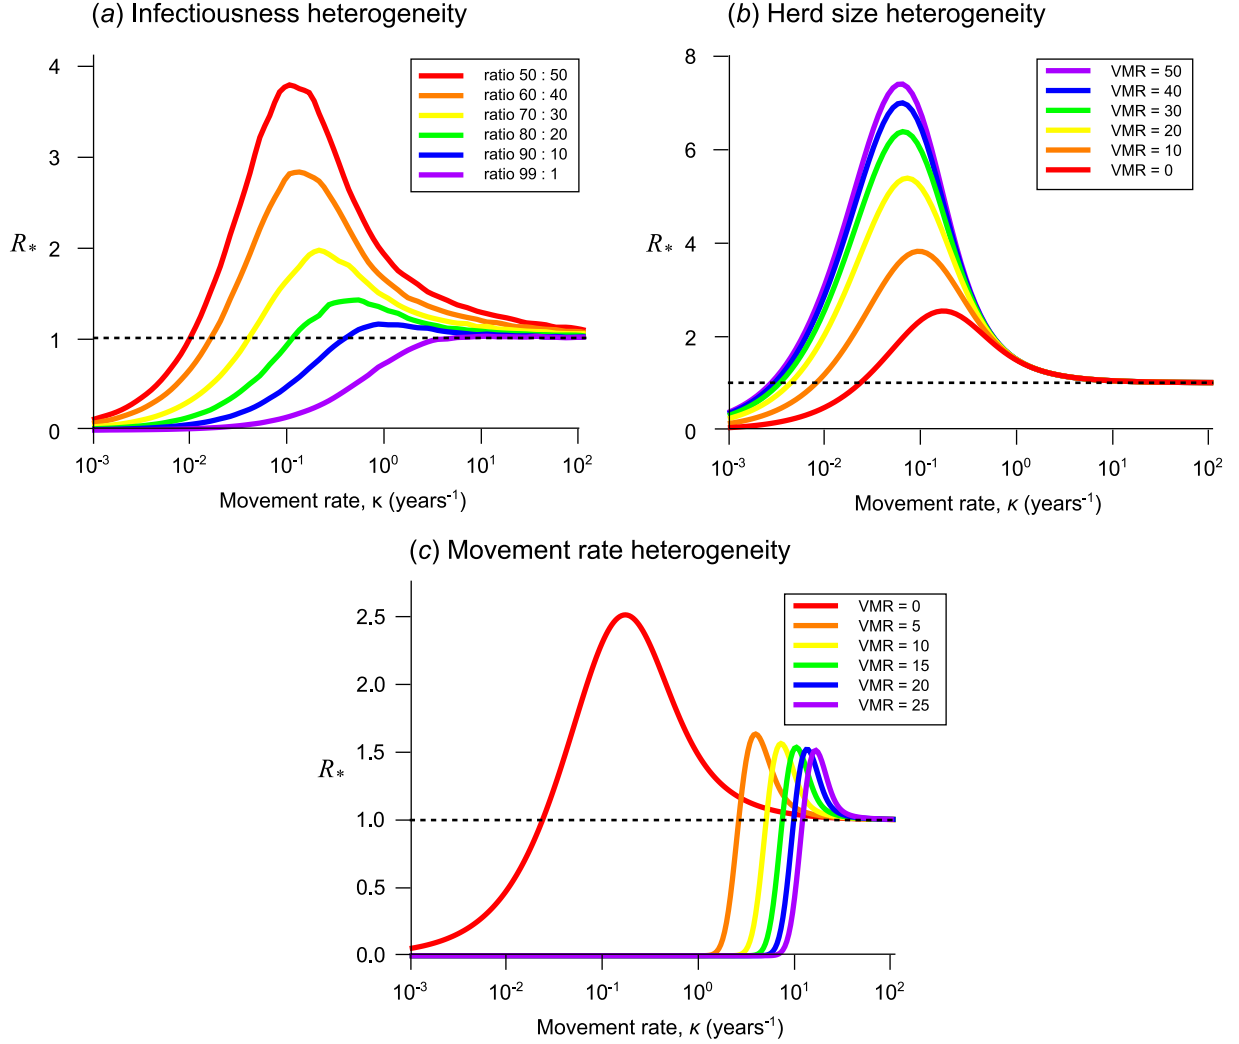 (a) Infectiousness heterogeneity
4
3
2
1
0
R*
ratio 50 : 50
ratio 60 : 40
ratio 70 : 30
ratio 80 : 20
ratio 90 : 10
ratio 99 : 1
10⁻³ 10⁻² 10⁻¹ 10⁰ 10¹ 10²
Movement rate, κ (years⁻¹)
(b) Herd size heterogeneity
8
6
4
2
0
R*
VMR = 50
VMR = 40
VMR = 30
VMR = 20
VMR = 10
VMR = 0
10⁻³ 10⁻² 10⁻¹ 10⁰ 10¹ 10²
Movement rate, κ (years⁻¹)
(c) Movement rate heterogeneity
2.5
2.0
1.5
1.0
0.5
0.0
R*
VMR = 0
VMR = 5
VMR = 10
VMR = 15
VMR = 20
VMR = 25
10⁻³ 10⁻² 10⁻¹ 10⁰ 10¹ 10²
Movement rate, κ (years⁻¹)